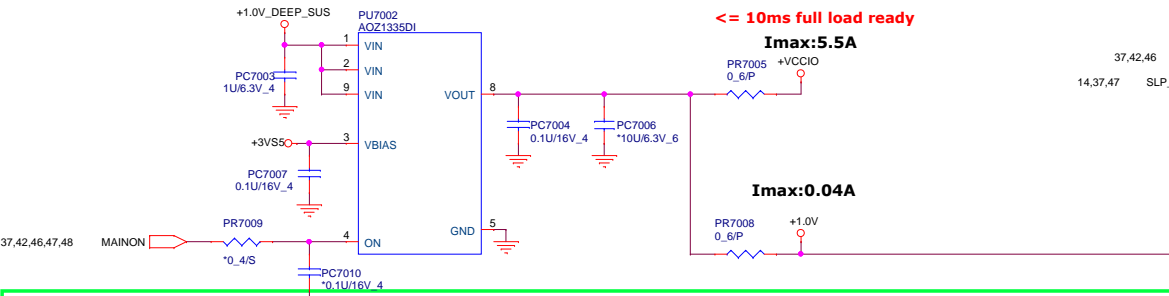 +1.0V_DEEP_SUS
PU7002
AOZ1335DI
<= 10ms full load ready
Imax:5.5A
1
VIN
2
VIN
9
VIN
PC7003
1U/6.3V_4
VOUT
8
PR7005
0_6/P
+VCCIO
37,42,46
14,37,47
SLP_
PC7004
0.1U/16V_4
PC7006
*10U/6.3V_6
+3VS5
3
VBIAS
PC7007
0.1U/16V_4
Imax:0.04A
PR7009
PR7008
0_6/P
+1.0V
GND
5
37,42,46,47,48
MAINON
4
ON
*0_4/S
PC7010
*0.1U/16V_4